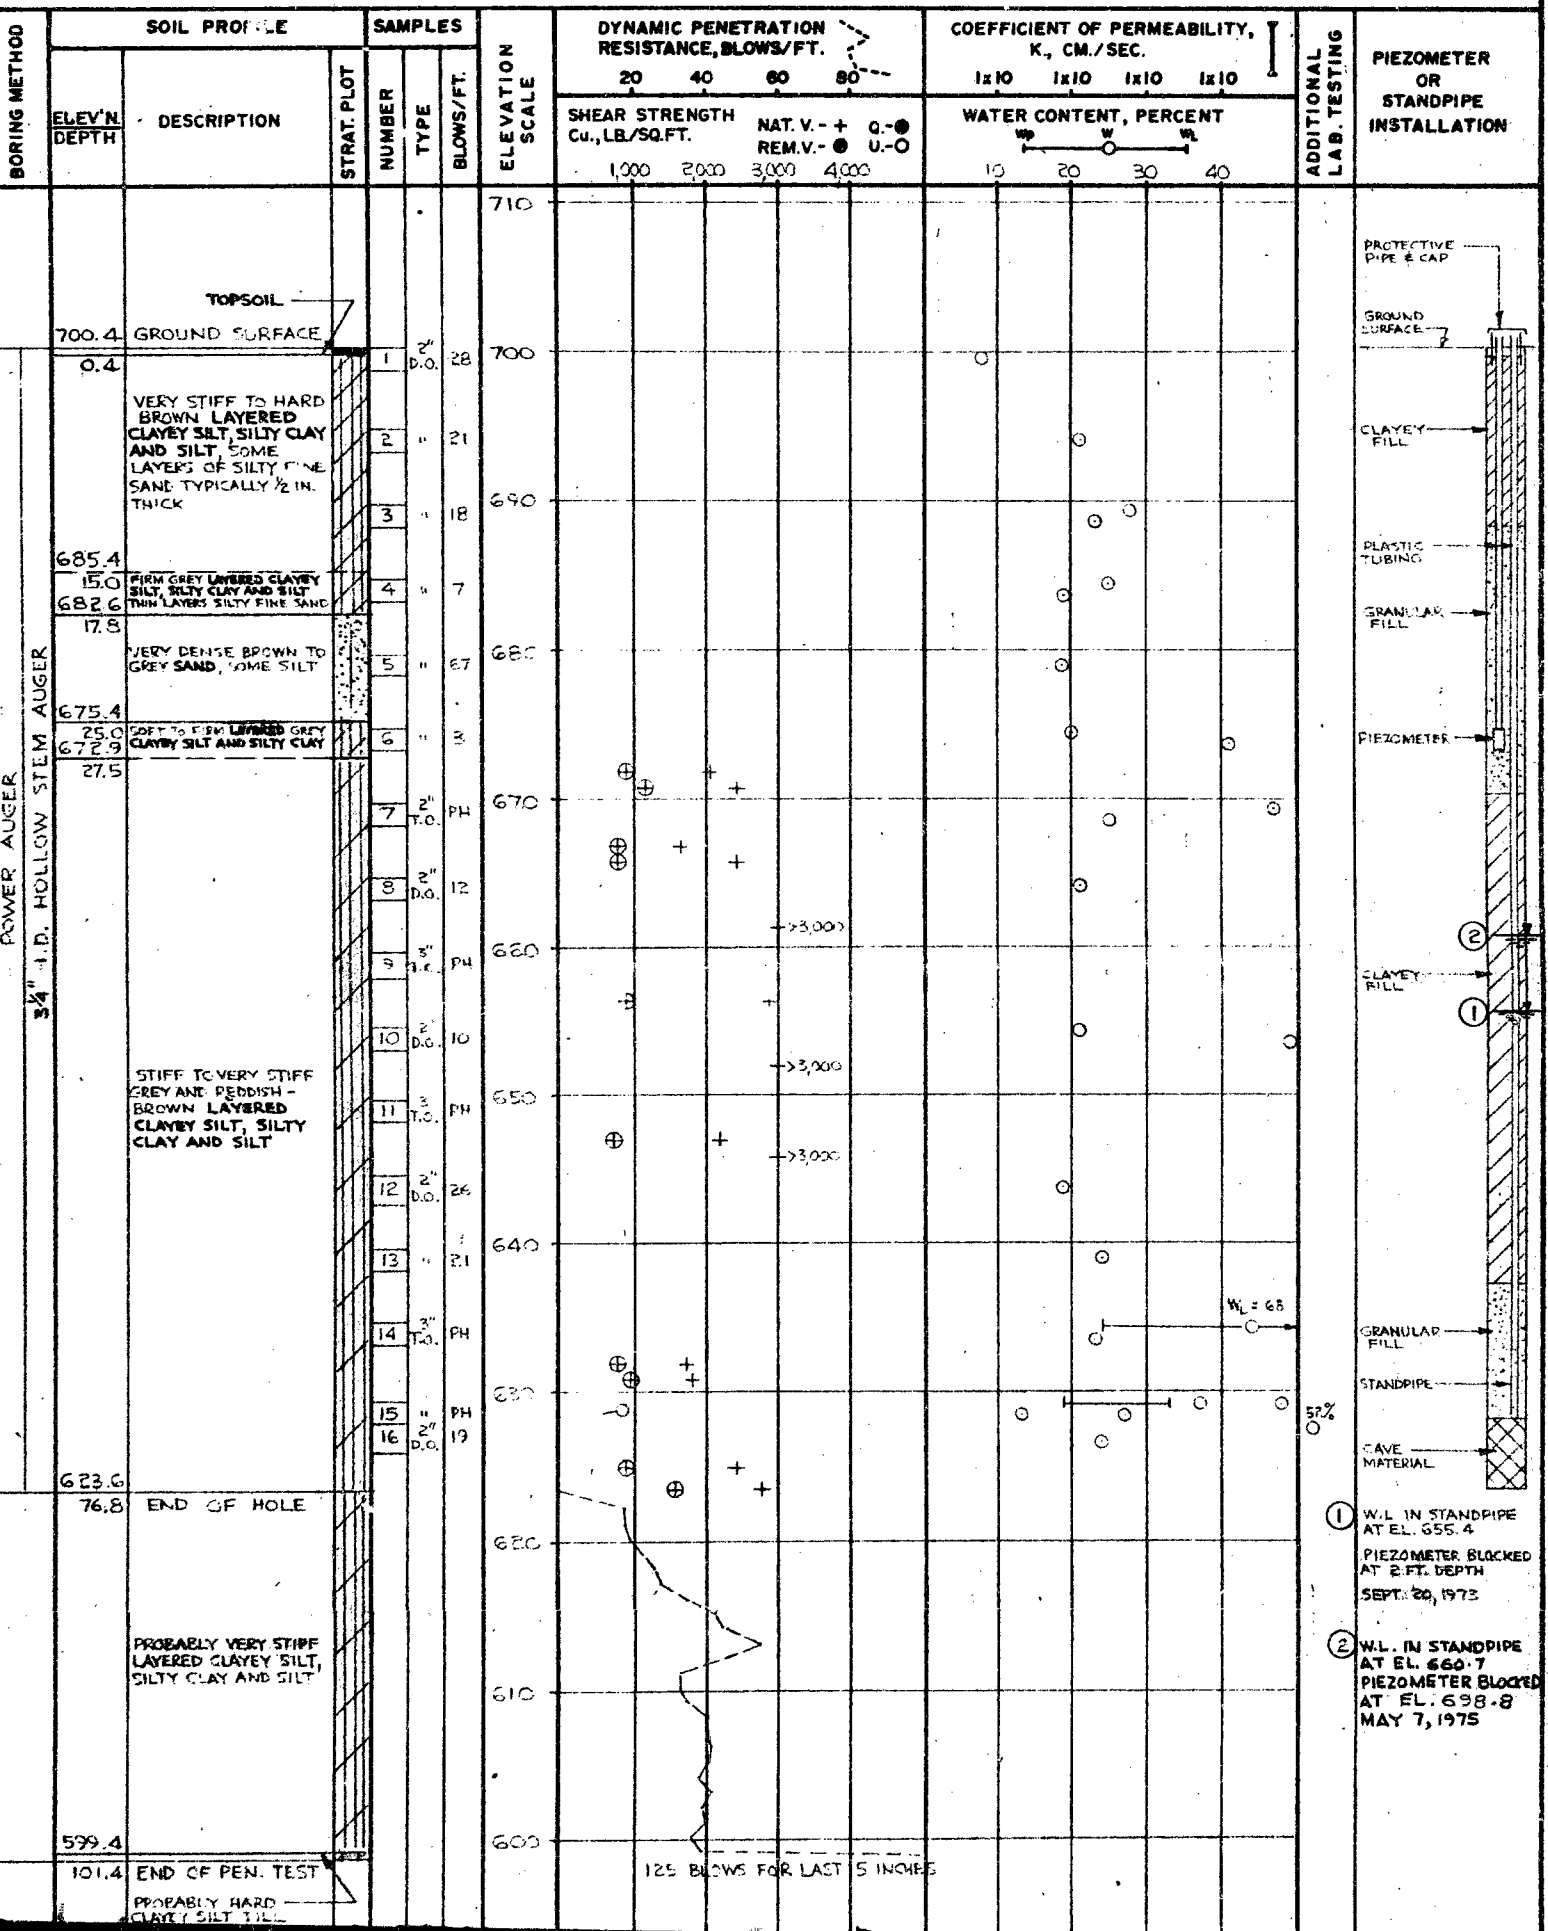 BORING METHOD
SOIL PROFILE
ELEV'N.
DEPTH
DESCRIPTION
STRAT. PLOT
SAMPLES
NUMBER
TYPE
BLOWS/FT.
ELEVATION
SCALE
DYNAMIC PENETRATION
RESISTANCE, BLOWS/FT.
20 40 60 80
SHEAR STRENGTH
Cu., LB./SQ.FT.
NAT. V. - + Q. - ●
REM. V. - ● U. - O
1,000 2,000 3,000 4,000
COEFFICIENT OF PERMEABILITY,
K., CM./SEC.
1x10 1x10 1x10 1x10
WATER CONTENT, PERCENT
Wp W WL
10 20 30 40
ADDITIONAL
LAB. TESTING
PIEZOMETER
OR
STANDPIPE
INSTALLATION
POWER AUGER
3¼" I.D. HOLLOW STEM AUGER
TOPSOIL
700.4 GROUND SURFACE
0.4
VERY STIFF TO HARD
BROWN LAYERED
CLAYEY SILT, SILTY CLAY
AND SILT, SOME
LAYERS OF SILTY FINE
SAND TYPICALLY ½ IN.
THICK
685.4
15.0 FIRM GREY LAYERED CLAYEY
SILT, SILTY CLAY AND SILT
682.6 THIN LAYERS SILTY FINE SAND
17.8
VERY DENSE BROWN TO
GREY SAND, SOME SILT
675.4
25.0 SOFT TO FIRM LAYERED GREY
672.9 CLAYEY SILT AND SILTY CLAY
27.5
STIFF TO VERY STIFF
GREY AND REDDISH -
BROWN LAYERED
CLAYEY SILT, SILTY
CLAY AND SILT
623.6
76.8 END OF HOLE
PROBABLY VERY STIFF
LAYERED CLAYEY SILT,
SILTY CLAY AND SILT
599.4
101.4 END OF PEN. TEST
PROBABLY HARD
CLAYEY SILT TILL
1 2" D.O. 28
2 " 21
3 " 18
4 " 7
5 " 67
6 " 3
7 2" T.O. PH
8 2" D.O. 12
9 3" T.O. PH
10 2" D.O. 10
11 3" T.O. PH
12 2" D.O. 26
13 " 21
14 3" T.O. PH
15 " PH
16 2" D.O. 19
710
700
690
680
670
660
650
640
630
620
610
600
>3,000
>3,000
>3,000
125 BLOWS FOR LAST 5 INCHES
WL = 68
57%
PROTECTIVE
PIPE & CAP
GROUND
SURFACE
CLAYEY
FILL
PLASTIC
TUBING
GRANULAR
FILL
PIEZOMETER
2
CLAYEY
FILL
1
GRANULAR
FILL
STANDPIPE
CAVE
MATERIAL
1 W.L IN STANDPIPE
AT EL. 655.4
PIEZOMETER BLOCKED
AT 2 FT. DEPTH
SEPT. 20, 1973
2 W.L. IN STANDPIPE
AT EL. 660.7
PIEZOMETER BLOCKED
AT EL. 698.8
MAY 7, 1975